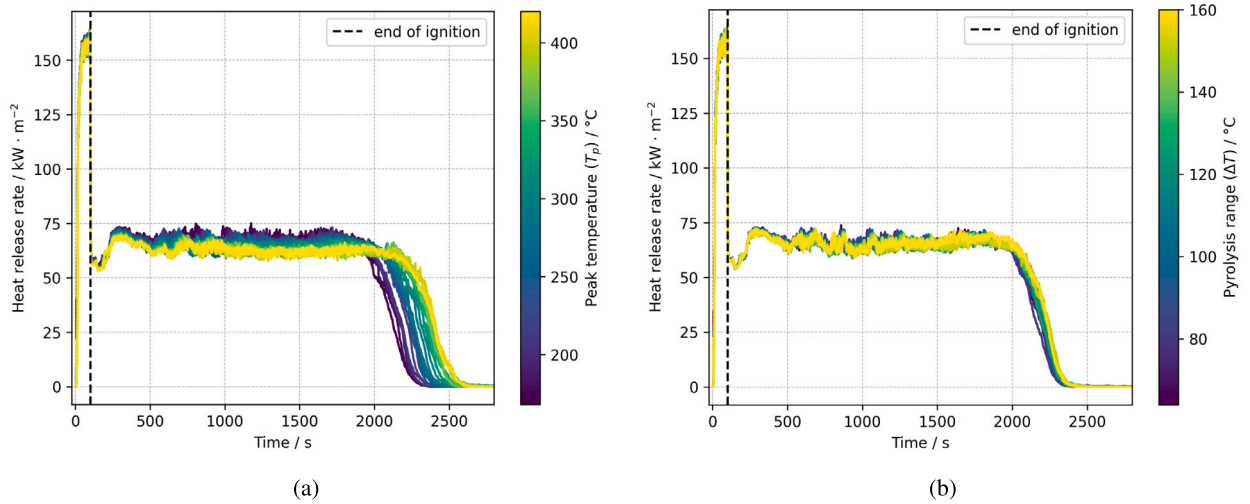 end of ignition
Heat release rate / kW · m⁻²
150
125
100
75
50
25
0
0 500 1000 1500 2000 2500
Time / s
400
350
300
250
200
Peak temperature (Tₚ) / °C
(a)
end of ignition
Heat release rate / kW · m⁻²
150
125
100
75
50
25
0
0 500 1000 1500 2000 2500
Time / s
160
140
120
100
80
Pyrolysis range (ΔT) / °C
(b)